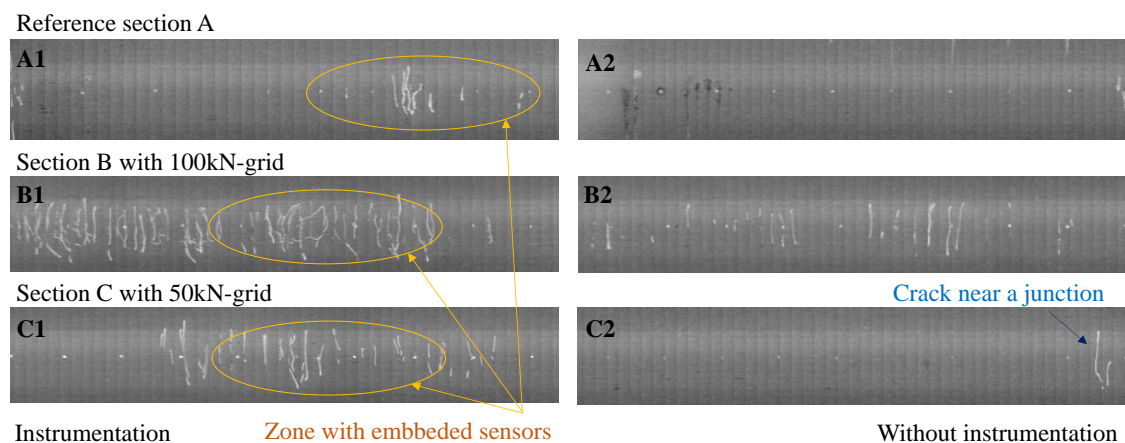 Reference section A
A1
A2
Section B with 100kN-grid
B1
B2
Section C with 50kN-grid
Crack near a junction
C1
C2
Instrumentation
Zone with embbeded sensors
Without instrumentation